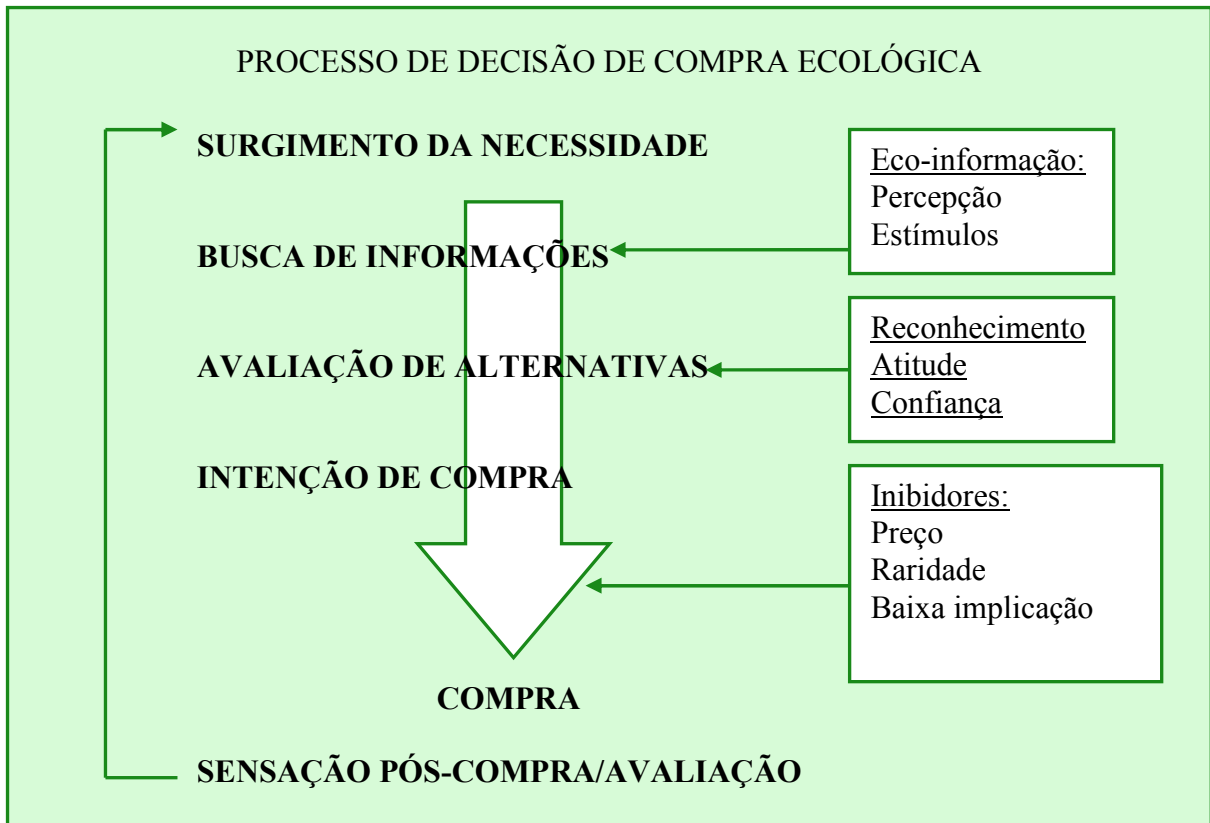 PROCESSO DE DECISÃO DE COMPRA ECOLÓGICA
SURGIMENTO DA NECESSIDADE
Eco-informação:
Percepção
Estímulos
BUSCA DE INFORMAÇÕES
AVALIAÇÃO DE ALTERNATIVAS
Reconhecimento
Atitude
Confiança
INTENÇÃO DE COMPRA
Inibidores:
Preço
Raridade
Baixa implicação
COMPRA
SENSAÇÃO PÓS-COMPRA/AVALIAÇÃO